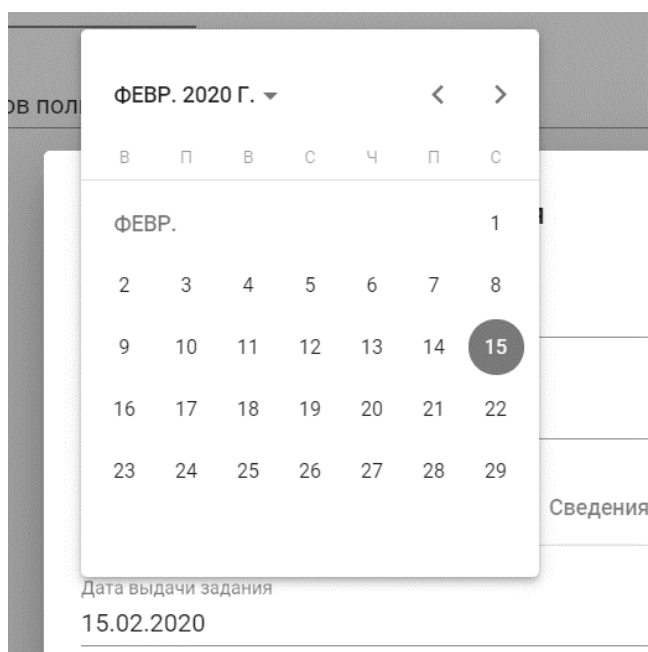 ФЕВР. 2020 Г.
ов пол
В П В С Ч П С
ФЕВР. 1
2 3 4 5 6 7 8
9 10 11 12 13 14 15
16 17 18 19 20 21 22
23 24 25 26 27 28 29
Сведения
Дата выдачи задания
15.02.2020